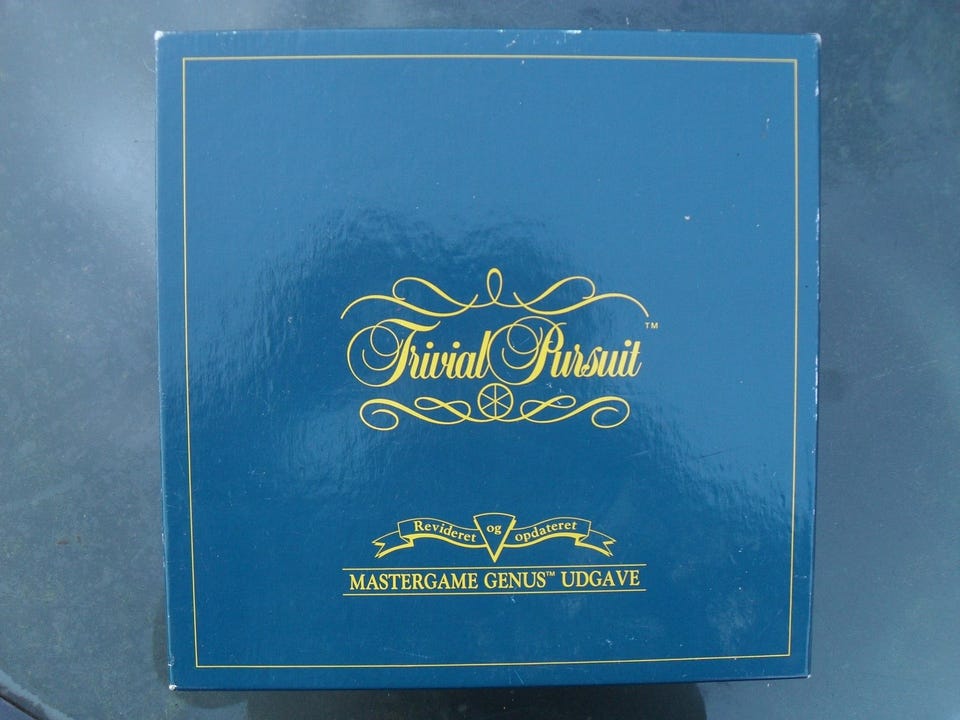 Trivial Pursuit™
Revideret og opdateret
MASTERGAME GENUS™ UDGAVE